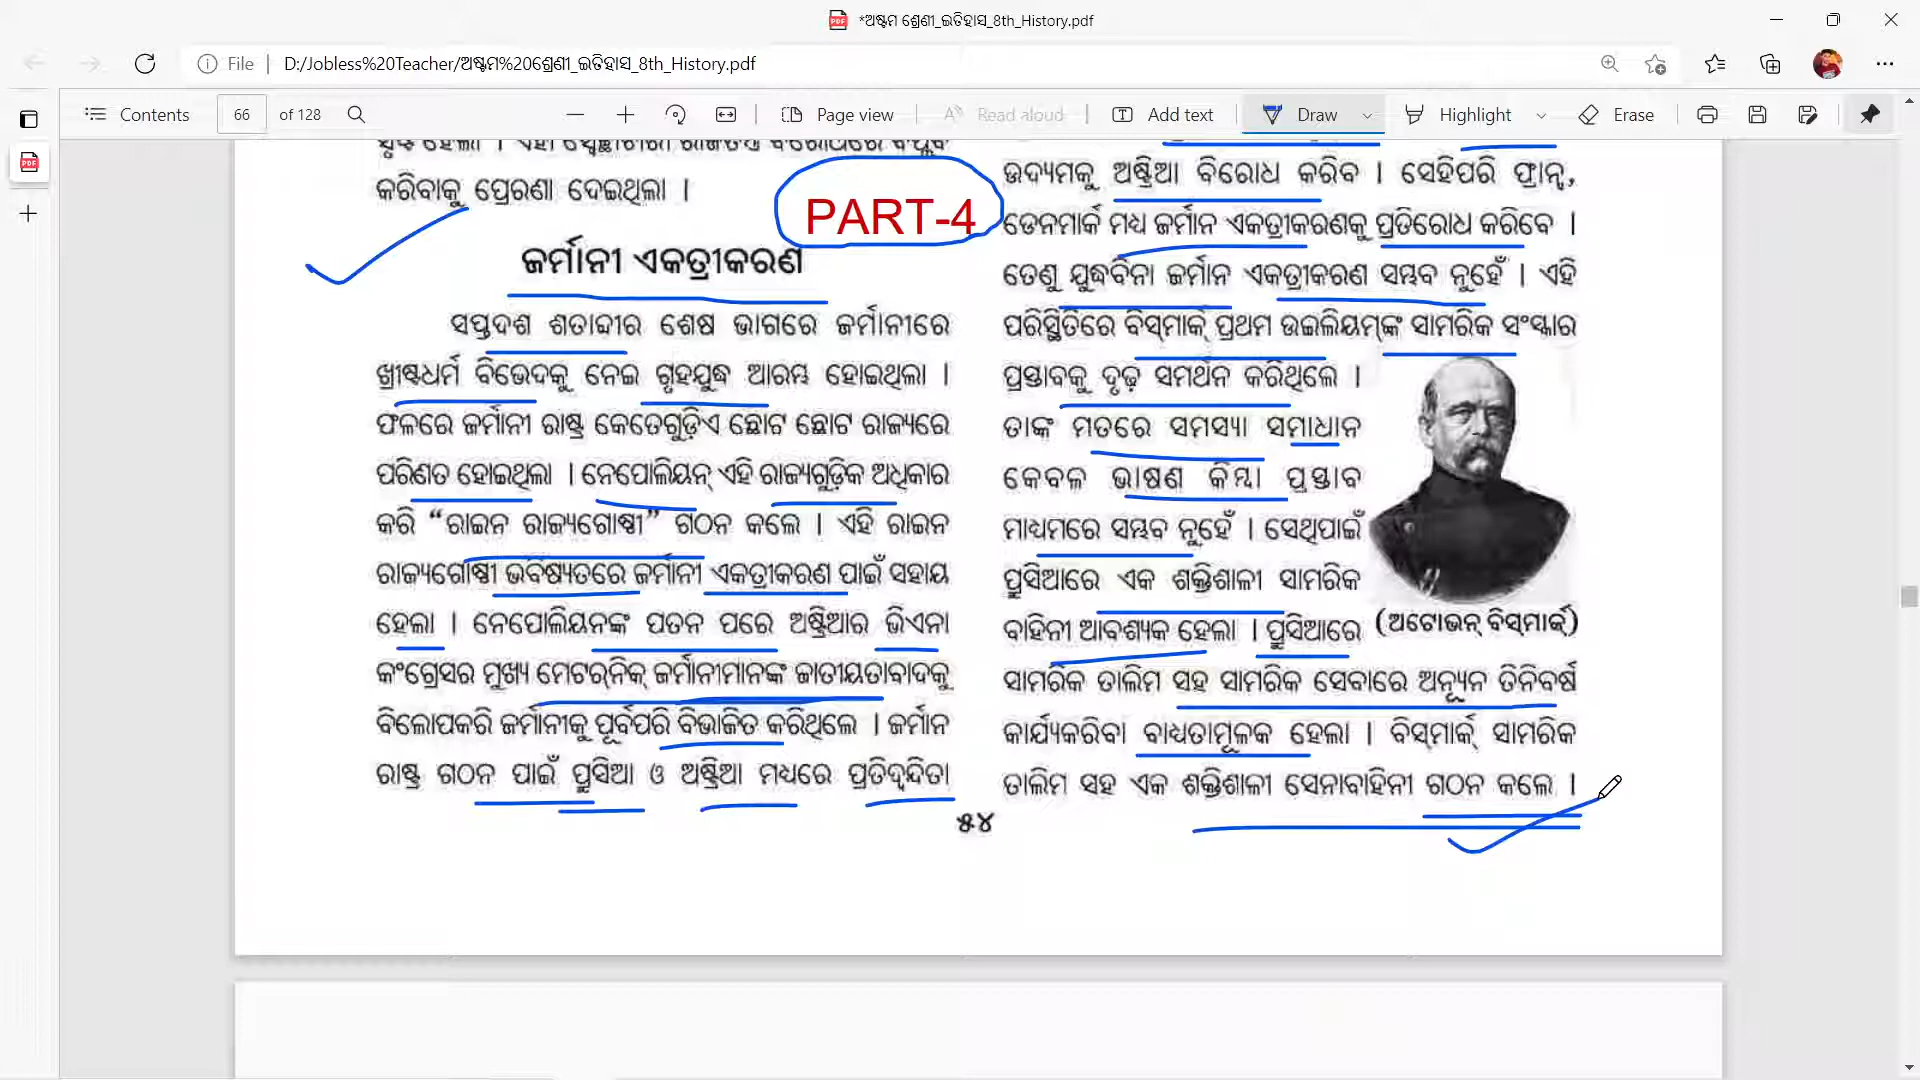 *ଅଷ୍ଟମ ଶ୍ରେଣୀ_ଇତିହାସ_8th_History.pdf
File
D:/Jobless%20Teacher/ଅଷ୍ଟମ%20ଶ୍ରେଣୀ_ଇତିହାସ_8th_History.pdf
Contents
66
of 128
Page view
Read aloud
Add text
Draw
Highlight
Erase
ସୃଷ୍ଟି ହେଲା । ଏହା ସ୍ୱେଚ୍ଛାଚାରୀ ରାଜତନ୍ତ୍ର ବିରୋଧରେ ବିପ୍ଳବ
କରିବାକୁ ପ୍ରେରଣା ଦେଇଥିଲା ।
PART-4
ଜର୍ମାନୀ ଏକତ୍ରୀକରଣ
ସପ୍ତଦଶ ଶତାବ୍ଦୀର ଶେଷ ଭାଗରେ ଜର୍ମାନୀରେ
ଖ୍ରୀଷ୍ଟଧର୍ମ ବିଭେଦକୁ ନେଇ ଗୃହଯୁଦ୍ଧ ଆରମ୍ଭ ହୋଇଥିଲା ।
ଫଳରେ ଜର୍ମାନୀ ରାଷ୍ଟ୍ର କେତେଗୁଡ଼ିଏ ଛୋଟ ଛୋଟ ରାଜ୍ୟରେ
ପରିଣତ ହୋଇଥିଲା । ନେପୋଲିୟନ୍ ଏହି ରାଜ୍ୟଗୁଡ଼ିକ ଅଧିକାର
କରି “ରାଇନ ରାଜ୍ୟଗୋଷ୍ଠୀ” ଗଠନ କଲେ । ଏହି ରାଇନ
ରାଜ୍ୟଗୋଷ୍ଠୀ ଭବିଷ୍ୟତରେ ଜର୍ମାନୀ ଏକତ୍ରୀକରଣ ପାଇଁ ସହାୟ
ହେଲା । ନେପୋଲିୟନଙ୍କ ପତନ ପରେ ଅଷ୍ଟ୍ରିଆର ଭିଏନା
କଂଗ୍ରେସର ମୁଖ୍ୟ ମେଟର୍‌ନିକ୍ ଜର୍ମାନୀମାନଙ୍କ ଜାତୀୟତାବାଦକୁ
ବିଲୋପକରି ଜର୍ମାନୀକୁ ପୂର୍ବପରି ବିଭାଜିତ କରିଥିଲେ । ଜର୍ମାନ
ରାଷ୍ଟ୍ର ଗଠନ ପାଇଁ ପ୍ରୁସିଆ ଓ ଅଷ୍ଟ୍ରିଆ ମଧ୍ୟରେ ପ୍ରତିଦ୍ୱନ୍ଦିତା
ଉଦ୍ୟମକୁ ଅଷ୍ଟ୍ରିଆ ବିରୋଧ କରିବ । ସେହିପରି ଫ୍ରାନ୍ସ,
ଡେନମାର୍କ ମଧ୍ୟ ଜର୍ମାନ ଏକତ୍ରୀକରଣକୁ ପ୍ରତିରୋଧ କରିବେ ।
ତେଣୁ ଯୁଦ୍ଧବିନା ଜର୍ମାନ ଏକତ୍ରୀକରଣ ସମ୍ଭବ ନୁହେଁ । ଏହି
ପରିସ୍ଥିତିରେ ବିସ୍‌ମାର୍କ୍ ପ୍ରଥମ ଉଇଲିୟମ୍‌ଙ୍କ ସାମରିକ ସଂସ୍କାର
ପ୍ରସ୍ତାବକୁ ଦୃଢ଼ ସମର୍ଥନ କରିଥିଲେ ।
ତାଙ୍କ ମତରେ ସମସ୍ୟା ସମାଧାନ
କେବଳ ଭାଷଣ କିମ୍ବା ପ୍ରସ୍ତାବ
ମାଧ୍ୟମରେ ସମ୍ଭବ ନୁହେଁ । ସେଥିପାଇଁ
ପ୍ରୁସିଆରେ ଏକ ଶକ୍ତିଶାଳୀ ସାମରିକ
ବାହିନୀ ଆବଶ୍ୟକ ହେଲା । ପ୍ରୁସିଆରେ
(ଅଟୋଭନ୍ ବିସ୍‌ମାର୍କ୍)
ସାମରିକ ତାଲିମ ସହ ସାମରିକ ସେବାରେ ଅନ୍ୟୂନ ତିନିବର୍ଷ
କାର୍ଯ୍ୟକରିବା ବାଧ୍ୟତାମୂଳକ ହେଲା । ବିସ୍‌ମାର୍କ୍ ସାମରିକ
ତାଲିମ ସହ ଏକ ଶକ୍ତିଶାଳୀ ସେନାବାହିନୀ ଗଠନ କଲେ ।
୫୪